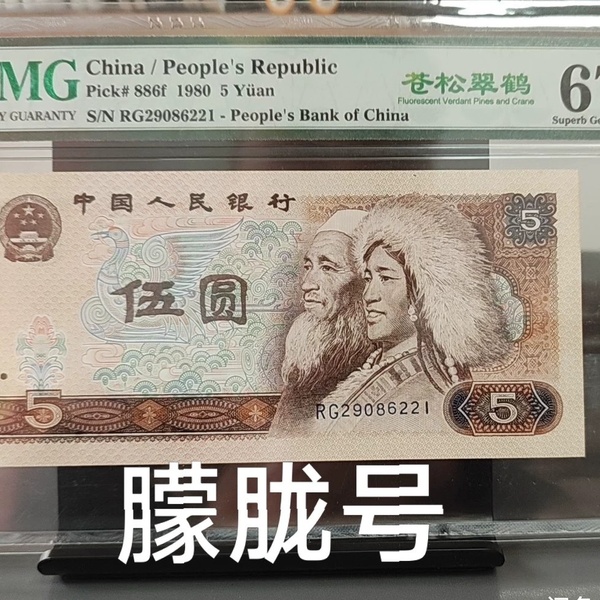 MG
China / People's Republic
Pick# 886f 1980 5 Yüan
Y GUARANTY
S/N RG29086221 - People's Bank of China
苍松翠鹤
Fluorescent Verdant Pines and Crane
67
Superb Ge
中国人民银行
5
伍圆
RG29086221
5
5
朦胧号